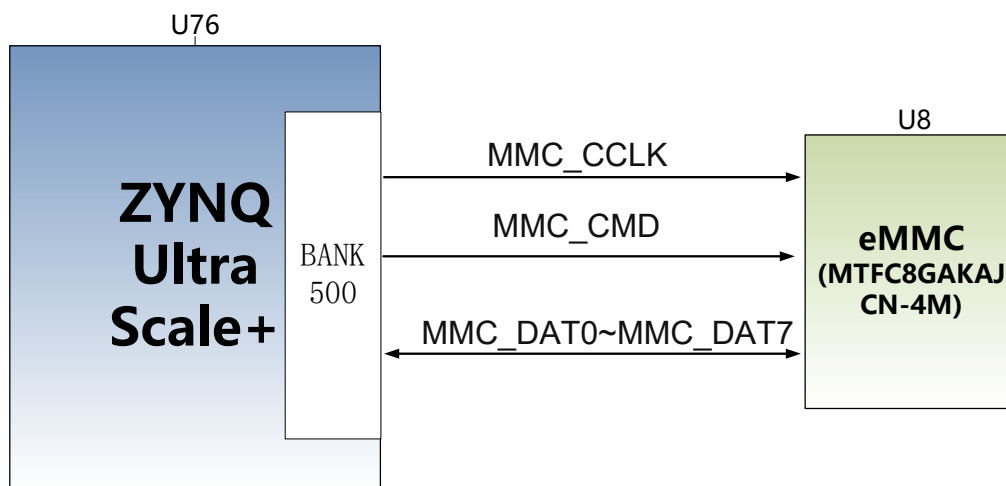 U76
U8
MMC_CCLK
ZYNQ
Ultra
Scale+
BANK
500
MMC_CMD
eMMC
(MTFC8GAKAJ
CN-4M)
MMC_DAT0~MMC_DAT7